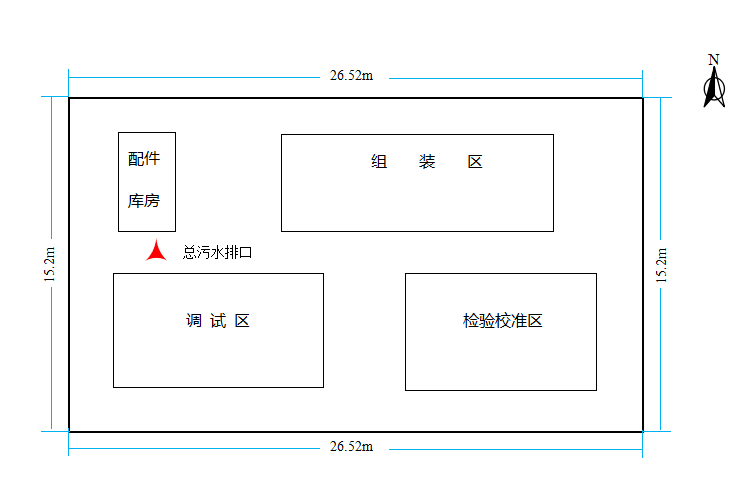 26.52m
N
配件
库房
组 装 区
15.2m
总污水排口
15.2m
调 试 区
检验校准区
26.52m